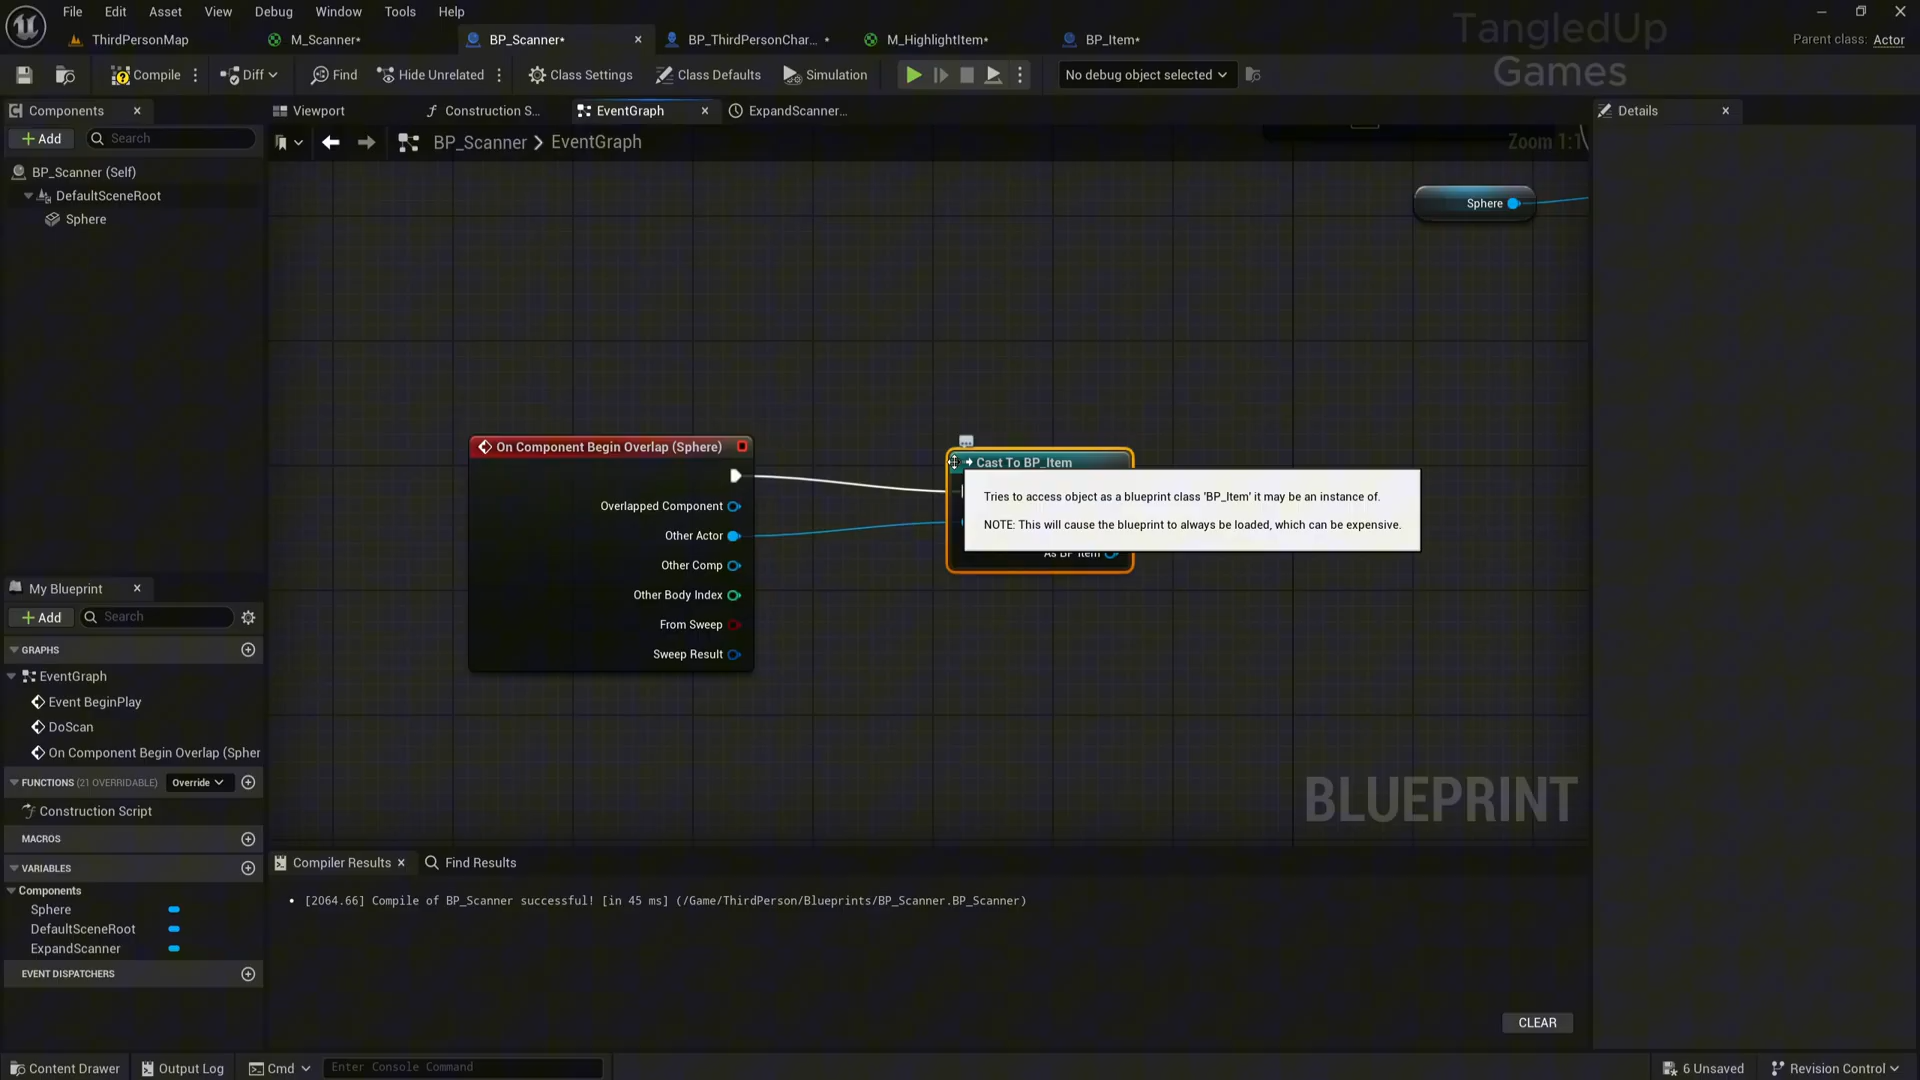 File Edit Asset View Debug Window Tools Help
TangledUp Games
ThirdPersonMap
M_Scanner*
BP_Scanner*
BP_ThirdPersonChar... *
M_HighlightItem*
BP_Item*
Parent class: Actor
Compile
Diff
Find
Hide Unrelated
Class Settings
Class Defaults
Simulation
No debug object selected
Components
Viewport
Construction S...
EventGraph
ExpandScanner...
Details
Add
Search
BP_Scanner > EventGraph
Zoom 1:1
BP_Scanner (Self)
DefaultSceneRoot
Sphere
Sphere
On Component Begin Overlap (Sphere)
Overlapped Component
Other Actor
Other Comp
Other Body Index
From Sweep
Sweep Result
Cast To BP_Item
Tries to access object as a blueprint class 'BP_Item' it may be an instance of.
NOTE: This will cause the blueprint to always be loaded, which can be expensive.
As BP Item
BLUEPRINT
My Blueprint
Add
Search
GRAPHS
EventGraph
Event BeginPlay
DoScan
On Component Begin Overlap (Spher
FUNCTIONS (21 OVERRIDABLE)
Override
Construction Script
MACROS
VARIABLES
Components
Sphere
DefaultSceneRoot
ExpandScanner
EVENT DISPATCHERS
Compiler Results
Find Results
• [2064.66] Compile of BP_Scanner successful! [in 45 ms] (/Game/ThirdPerson/Blueprints/BP_Scanner.BP_Scanner)
CLEAR
Content Drawer
Output Log
Cmd
Enter Console Command
6 Unsaved
Revision Control